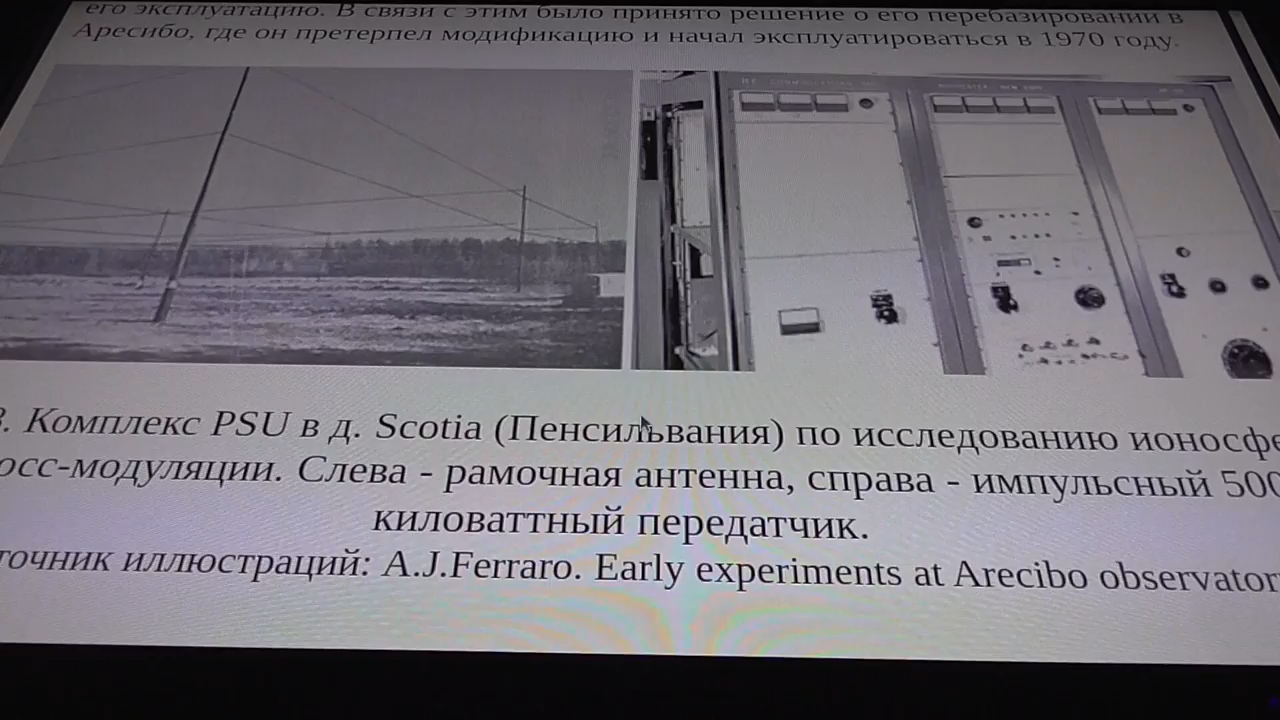 его эксплуатацию. В связи с этим было принято решение о его перебазировании в
Аресибо, где он претерпел модификацию и начал эксплуатироваться в 1970 году.
3. Комплекс PSU в д. Scotia (Пенсильвания) по исследованию ионосфе
осс-модуляции. Слева - рамочная антенна, справа - импульсный 500
киловаттный передатчик.
точник иллюстраций: A.J.Ferraro. Early experiments at Arecibo observator